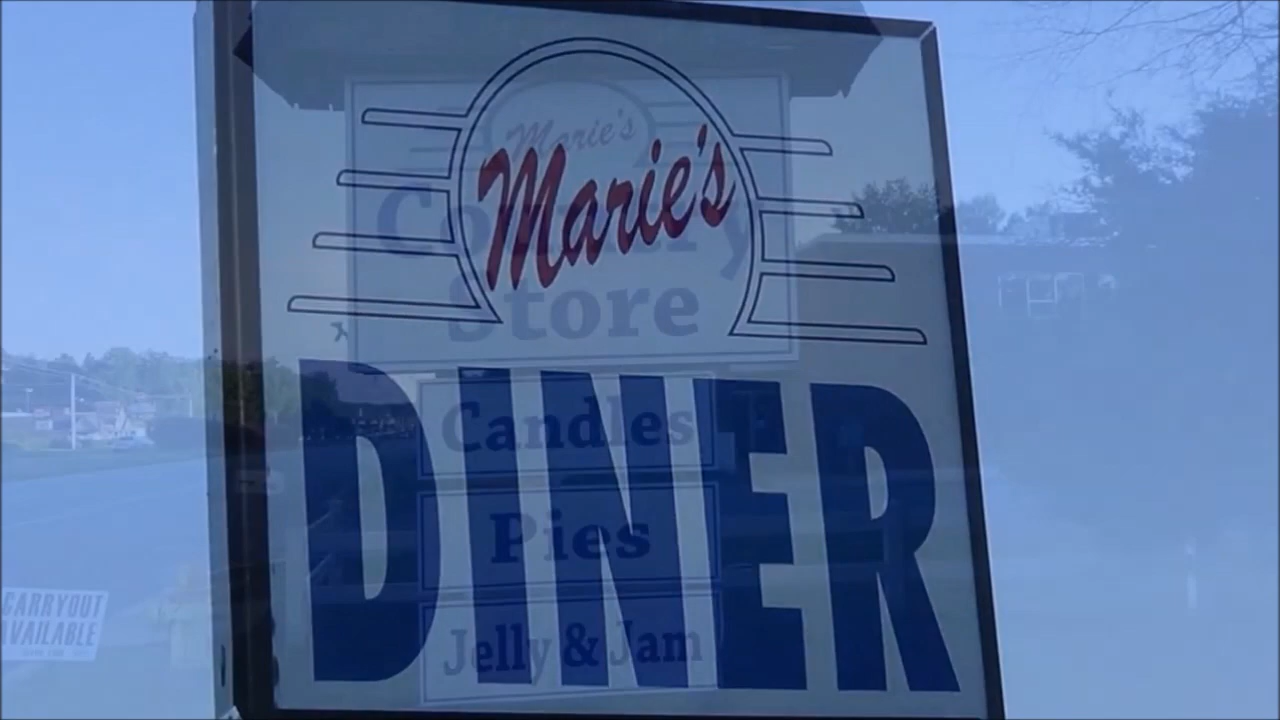 Marie's
DINER
Marie's
Country
Store
Candles
Pies
Jelly & Jam
CARRYOUT
AVAILABLE